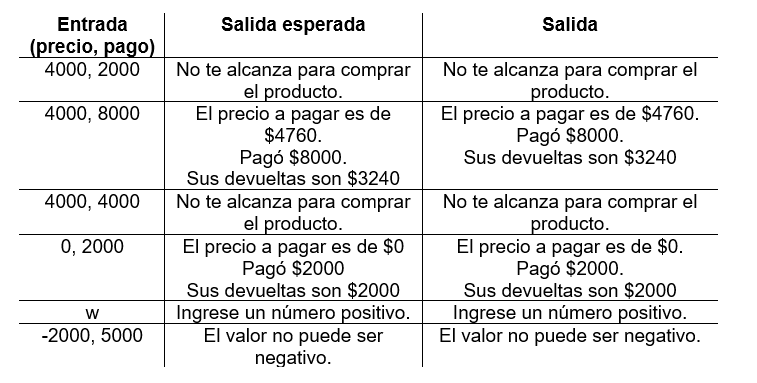 Entrada
(precio, pago)
Salida esperada
Salida
4000, 2000
No te alcanza para comprar
el producto.
No te alcanza para comprar el
producto.
4000, 8000
El precio a pagar es de
$4760.
Pagó $8000.
Sus devueltas son $3240
El precio a pagar es de $4760.
Pagó $8000.
Sus devueltas son $3240
4000, 4000
No te alcanza para comprar
el producto.
No te alcanza para comprar el
producto.
0, 2000
El precio a pagar es de $0
Pagó $2000
Sus devueltas son $2000
El precio a pagar es de $0.
Pagó $2000.
Sus devueltas son $2000
w
Ingrese un número positivo.
Ingrese un número positivo.
-2000, 5000
El valor no puede ser
negativo.
El valor no puede ser negativo.